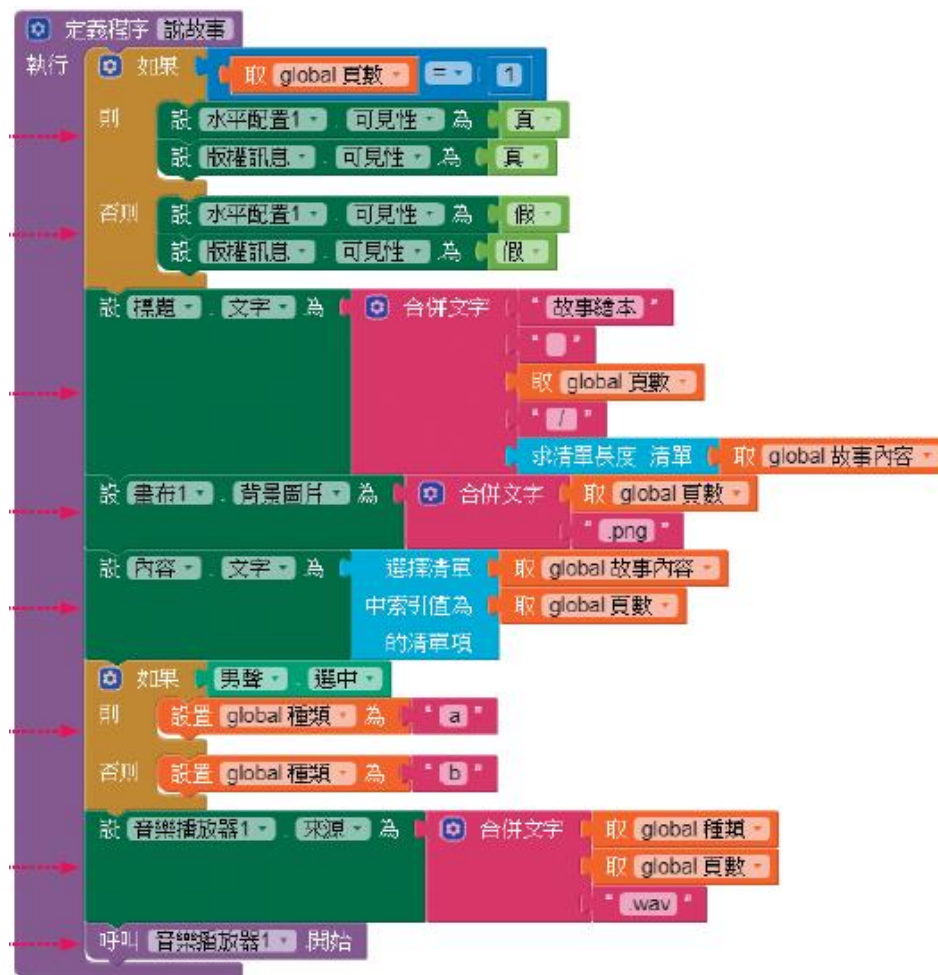 定義程序 說故事
執行 如果 取 global 頁數 = 1
則 設 水平配置1 . 可見性 為 真
設 版權訊息 . 可見性 為 真
否則 設 水平配置1 . 可見性 為 假
設 版權訊息 . 可見性 為 假
設 標題 . 文字 為 合併文字 " 故事繪本 "
" "
取 global 頁數
" / "
求清單長度 清單 取 global 故事內容
設 畫布1 . 背景圖片 為 合併文字 取 global 頁數
" .png "
設 內容 . 文字 為 選擇清單 取 global 故事內容
中索引值為 取 global 頁數
的清單項
如果 男聲 . 選中
則 設置 global 種類 為 " a "
否則 設置 global 種類 為 " b "
設 音樂播放器1 . 來源 為 合併文字 取 global 種類
取 global 頁數
" .wav "
呼叫 音樂播放器1 .開始